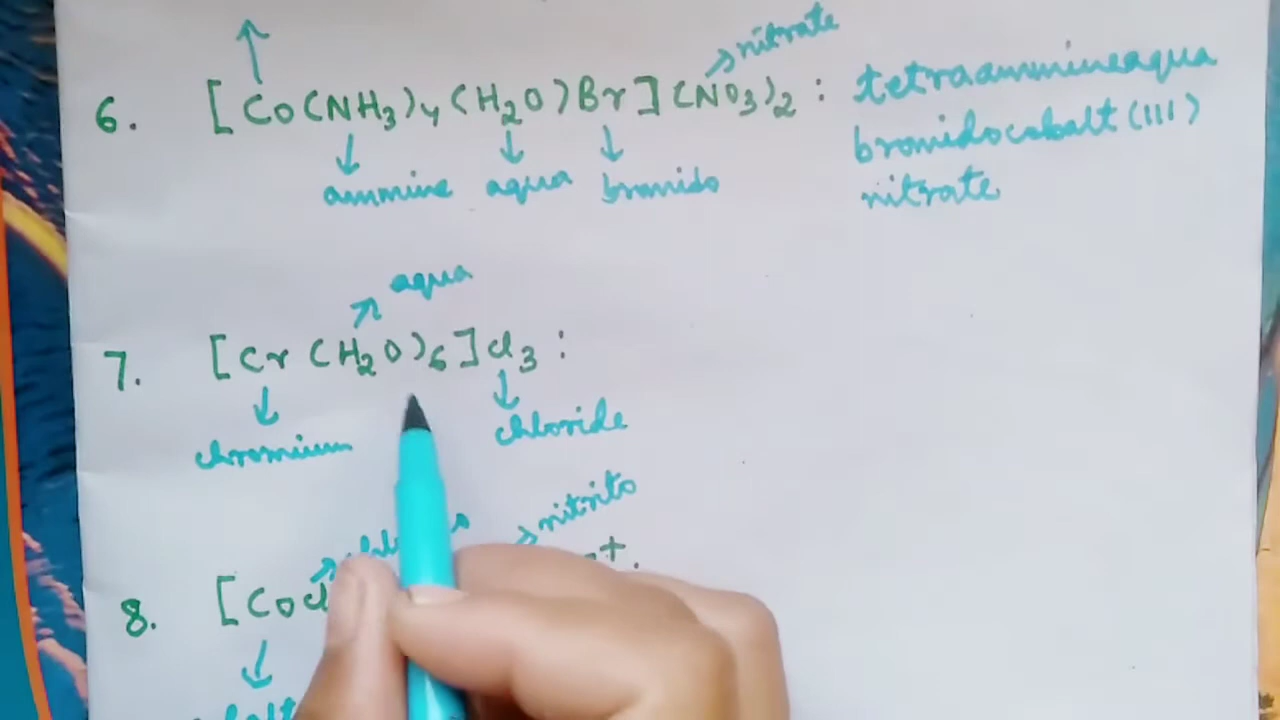 nitrate
6. [Co(NH3)4(H2O)Br](NO3)2 : tetraammineaqua
bromidocobalt(III)
ammine aqua bromido nitrate
aqua
7. [Cr(H2O)6]Cl3 :
chromium chloride
nitrito
8. [CoCl +